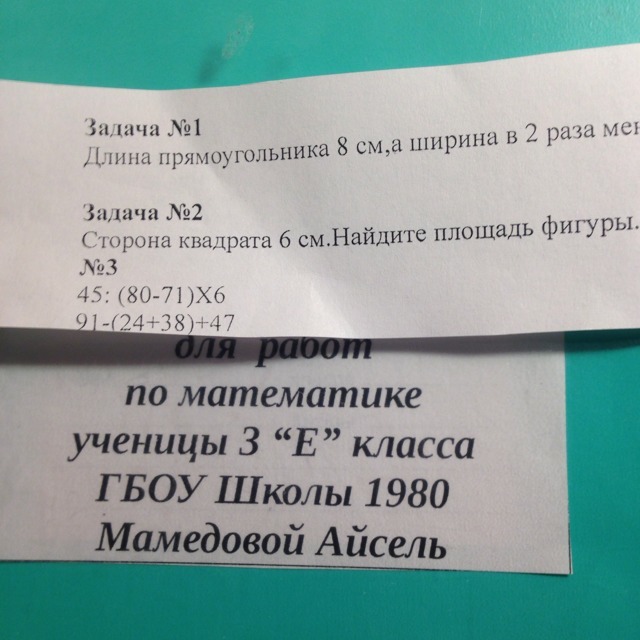 Задача №1
Длина прямоугольника 8 см,а ширина в 2 раза
Задача №2
Сторона квадрата 6 см.Найдите площадь фигуры.
№3
45: (80-71)X6
91-(24+38)+47
для работ
по математике
ученицы 3 “Е” класса
ГБОУ Школы 1980
Мамедовой Айсель